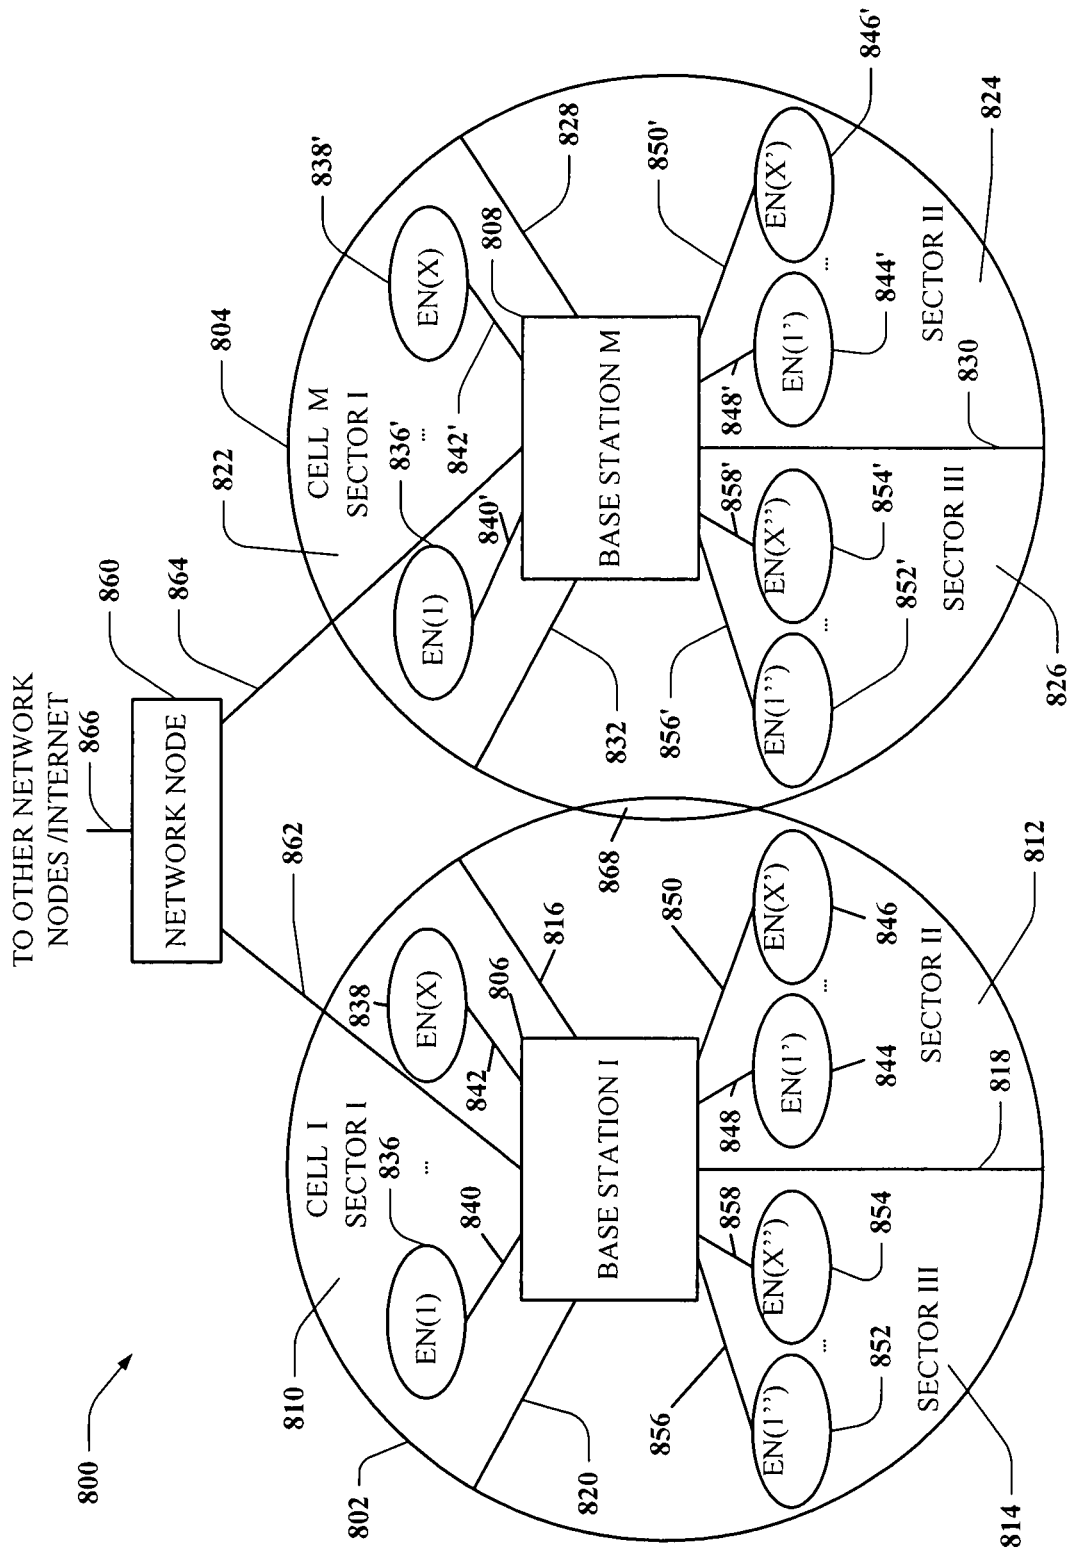 TO OTHER NETWORK
NODES /INTERNET
866
860
NETWORK NODE
864
862
800
802
810
CELL I
SECTOR I
836
...
838
EN(1)
EN(X)
840
842
806
816
820
BASE STATION I
848
850
856
858
EN(1'')
EN(X'')
EN(1')
EN(X')
...
...
852
854
844
846
SECTOR III
SECTOR II
814
818
812
868
804
822
CELL M
SECTOR I
836'
...
838'
EN(1)
EN(X)
840'
842'
808
828
832
BASE STATION M
856'
858'
848'
850'
EN(1'')
EN(X'')
EN(1')
EN(X')
...
...
852'
854'
844'
846'
SECTOR III
SECTOR II
826
830
824